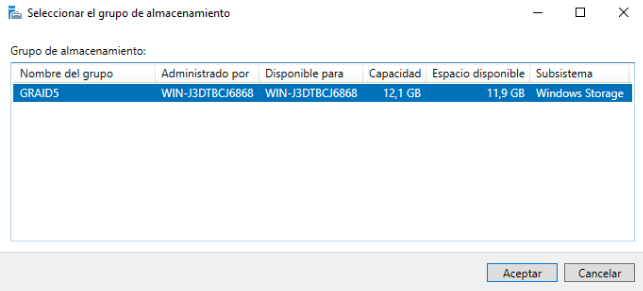 Seleccionar el grupo de almacenamiento
Grupo de almacenamiento:
Nombre del grupo Administrado por Disponible para Capacidad Espacio disponible Subsistema
GRAID5 WIN-J3DTBCJ6868 WIN-J3DTBCJ6868 12,1 GB 11,9 GB Windows Storage
Aceptar Cancelar